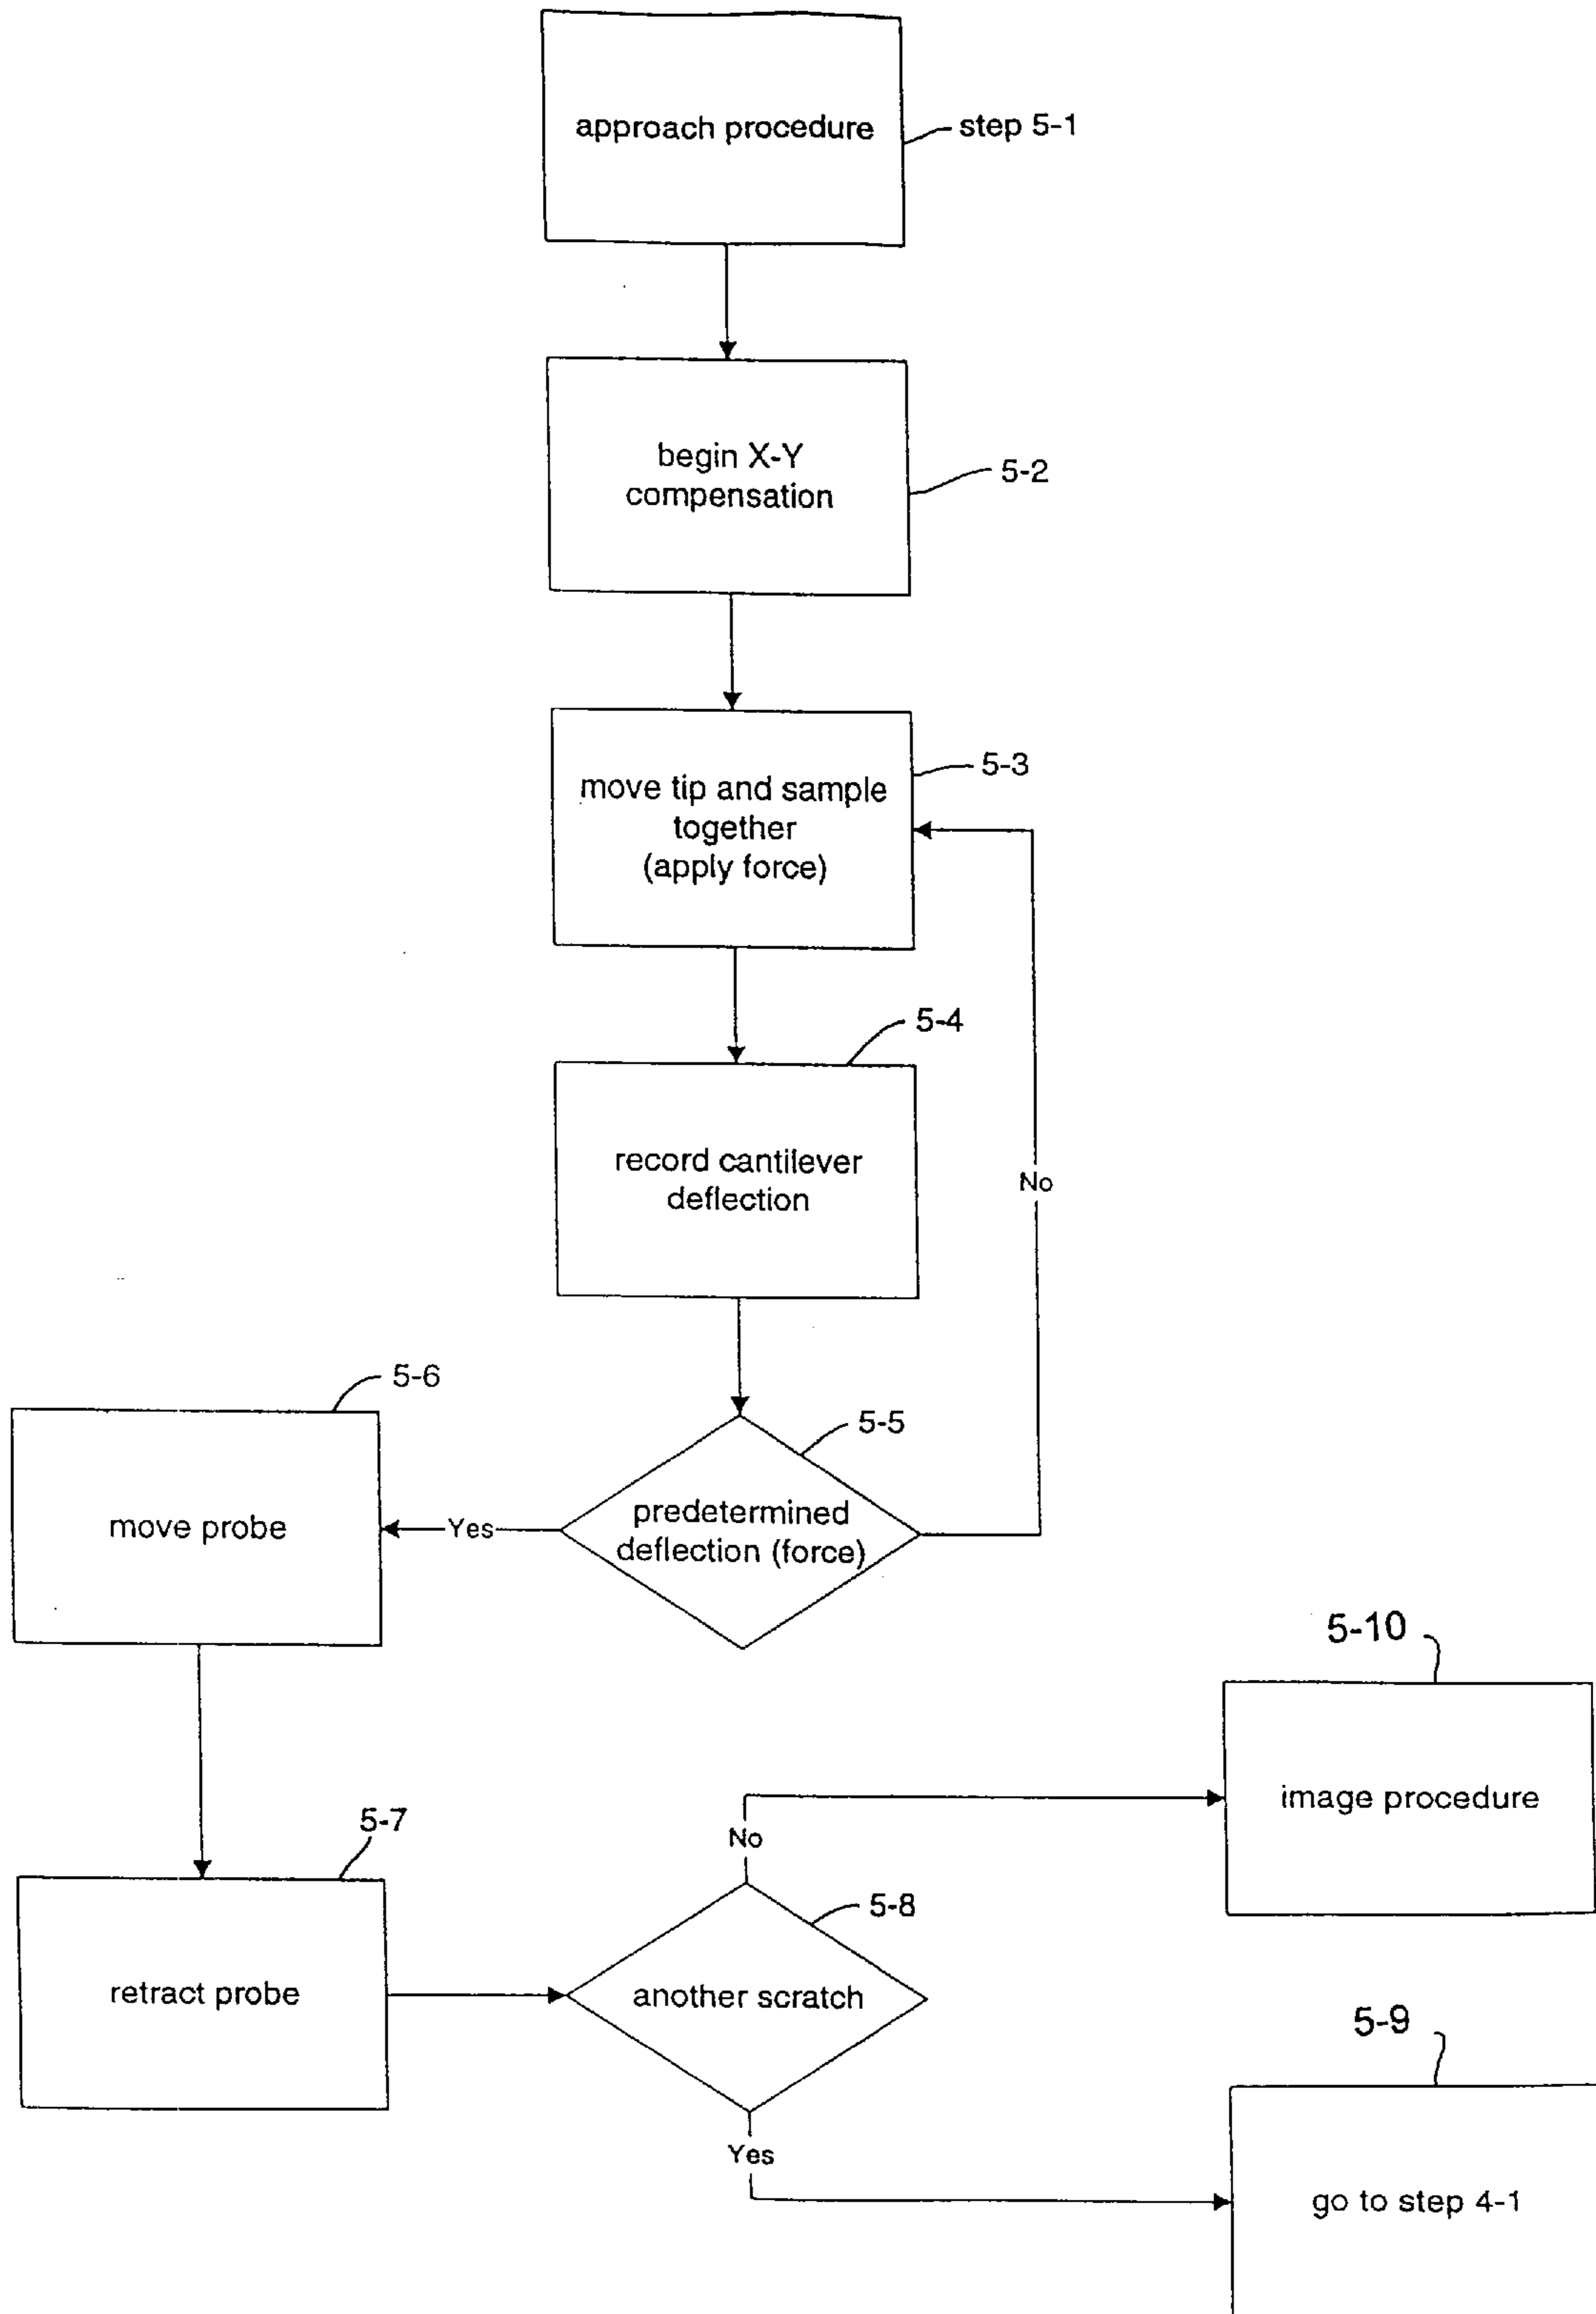 approach procedure
step 5-1
begin X-Y
compensation
5-2
move tip and sample
together
(apply force)
5-3
record cantilever
deflection
5-4
No
predetermined
deflection (force)
5-5
Yes
move probe
5-6
retract probe
5-7
another scratch
5-8
No
image procedure
5-10
Yes
go to step 4-1
5-9